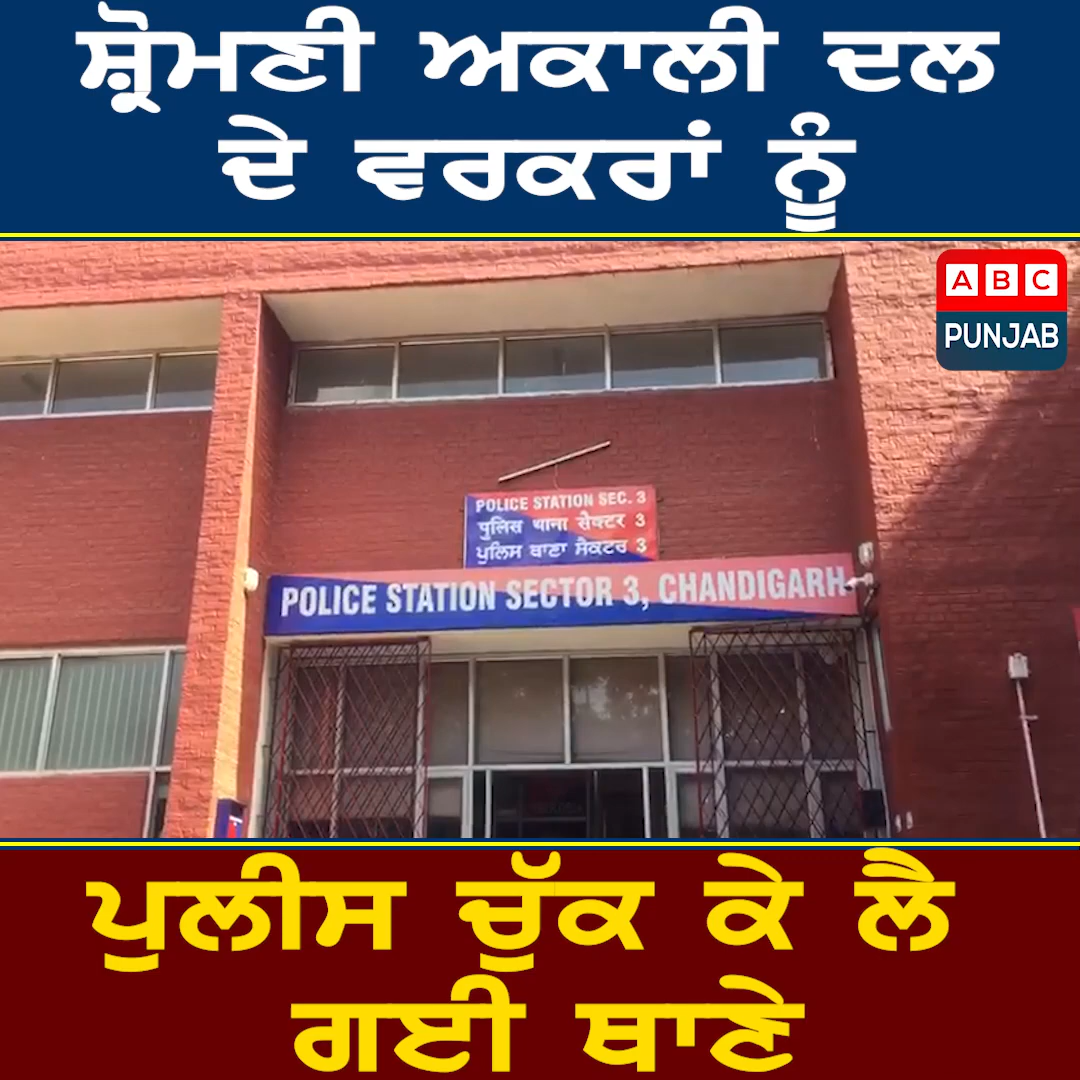 ਸ਼੍ਰੋਮਣੀ ਅਕਾਲੀ ਦਲ
ਦੇ ਵਰਕਰਾਂ ਨੂੰ
ABC
PUNJAB
POLICE STATION SEC. 3
पुलिस थाना सैक्टर 3
ਪੁਲਿਸ ਥਾਣਾ ਸੈਕਟਰ 3
POLICE STATION SECTOR 3, CHANDIGARH
ਪੁਲੀਸ ਚੁੱਕ ਕੇ ਲੈ
ਗਈ ਥਾਣੇ